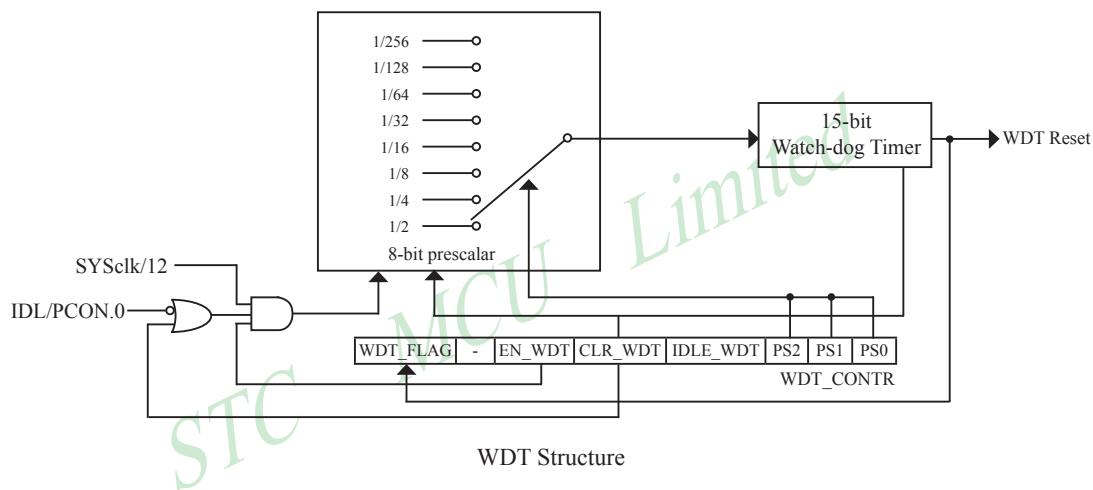 1/256
1/128
1/64
1/32
1/16
1/8
1/4
1/2
8-bit prescalar
15-bit
Watch-dog Timer
WDT Reset
SYSclk/12
IDL/PCON.0
WDT_FLAG - EN_WDT CLR_WDT IDLE_WDT PS2 PS1 PS0
WDT_CONTR
STC MCU Limited
WDT Structure